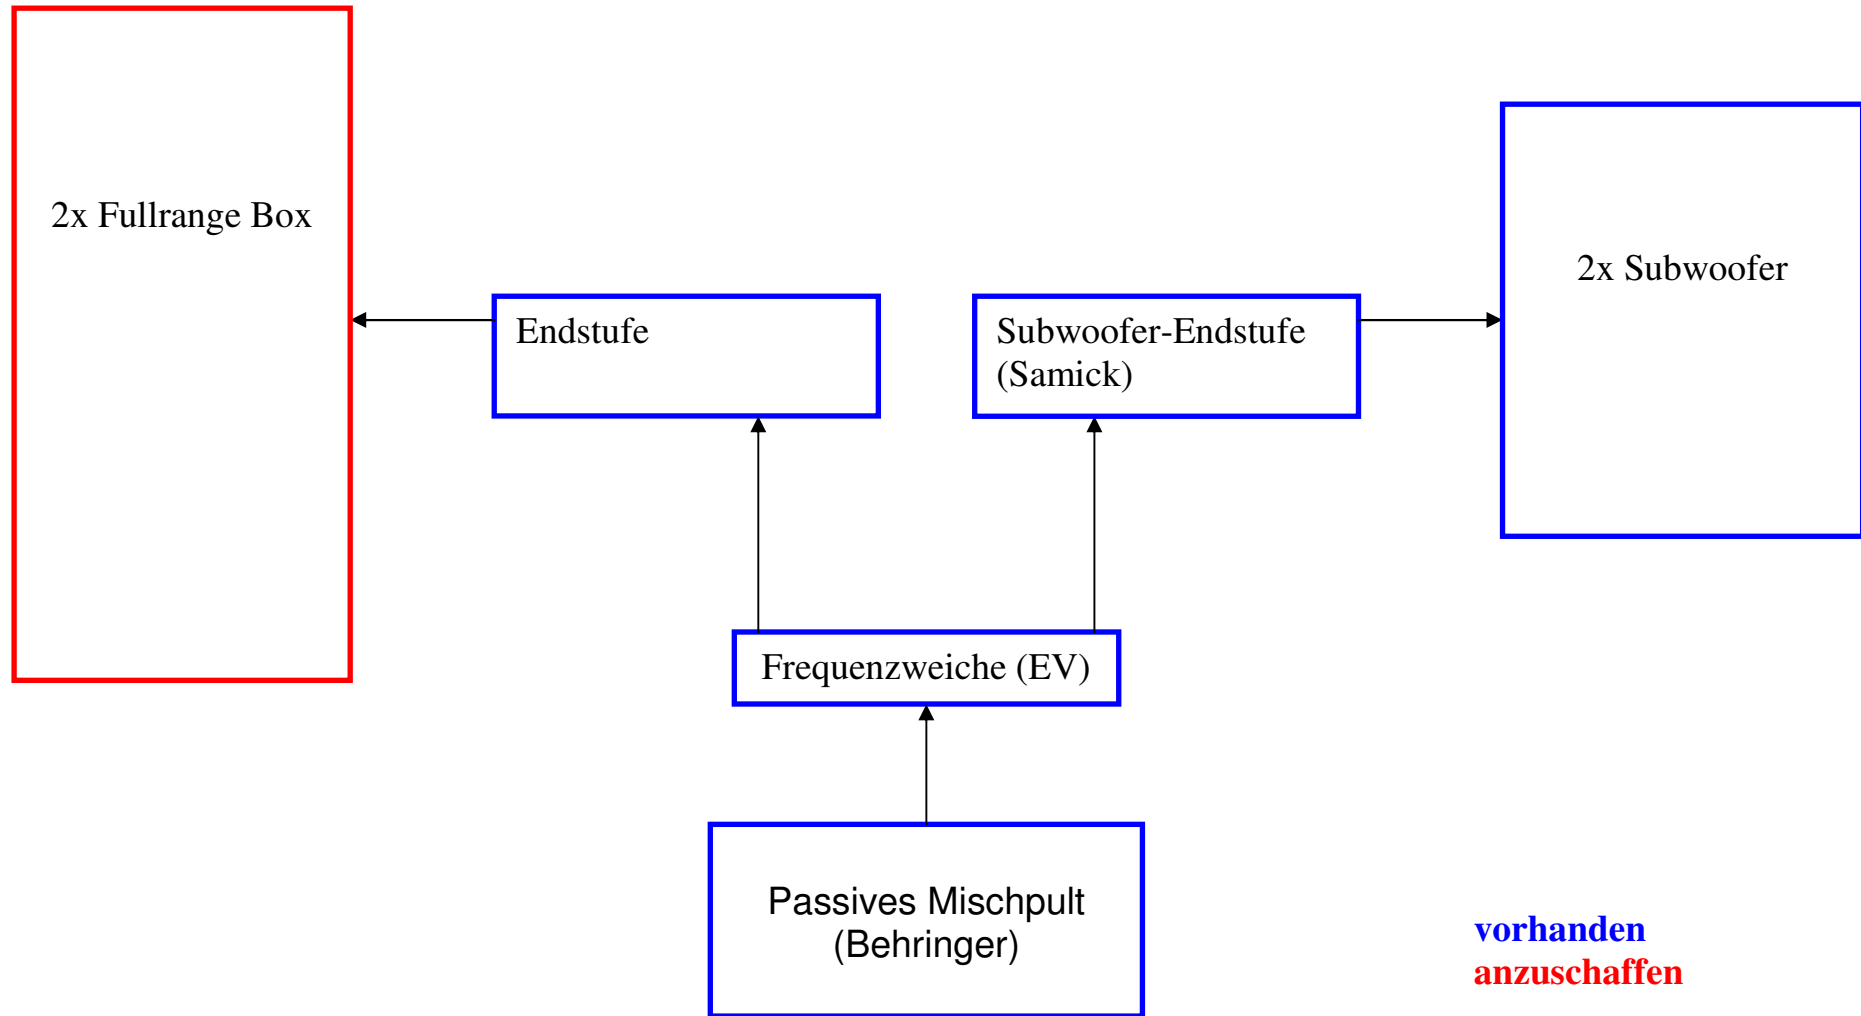 2x Fullrange Box
2x Subwoofer
Endstufe
Subwoofer-Endstufe
(Samick)
Frequenzweiche (EV)
Passives Mischpult
(Behringer)
vorhanden
anzuschaffen